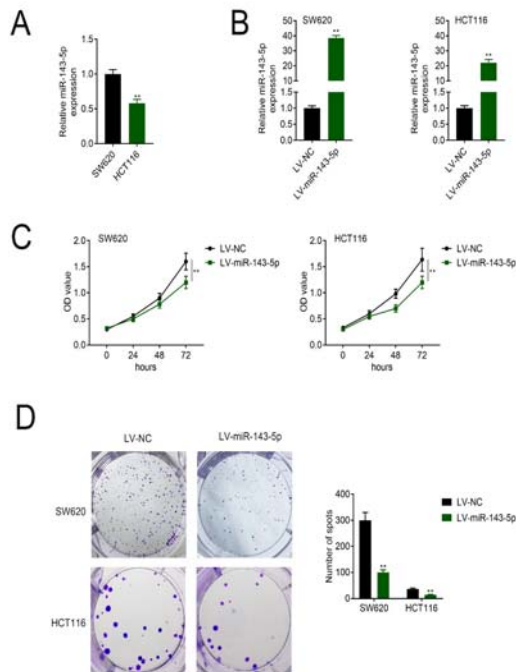 A
Relative miR-143-5p
expression
1.5
1.0
0.5
0.0
**
SW620
HCT116
B
SW620
Relative miR-143-5p
expression
50
40
30
20
10
1.5
1.0
0.5
0.0
**
LV-NC
LV-miR-143-5p
HCT116
Relative miR-143-5p
expression
50
40
30
20
10
1.5
1.0
0.5
0.0
**
LV-NC
LV-miR-143-5p
C
SW620
OD value
2.0
1.5
1.0
0.5
0.0
0 24 48 72
hours
LV-NC
LV-miR-143-5p
**
HCT116
OD value
2.0
1.5
1.0
0.5
0.0
0 24 48 72
hours
LV-NC
LV-miR-143-5p
**
D
LV-NC LV-miR-143-5p
SW620
HCT116
Number of spots
400
300
200
100
0
** **
SW620 HCT116
LV-NC
LV-miR-143-5p